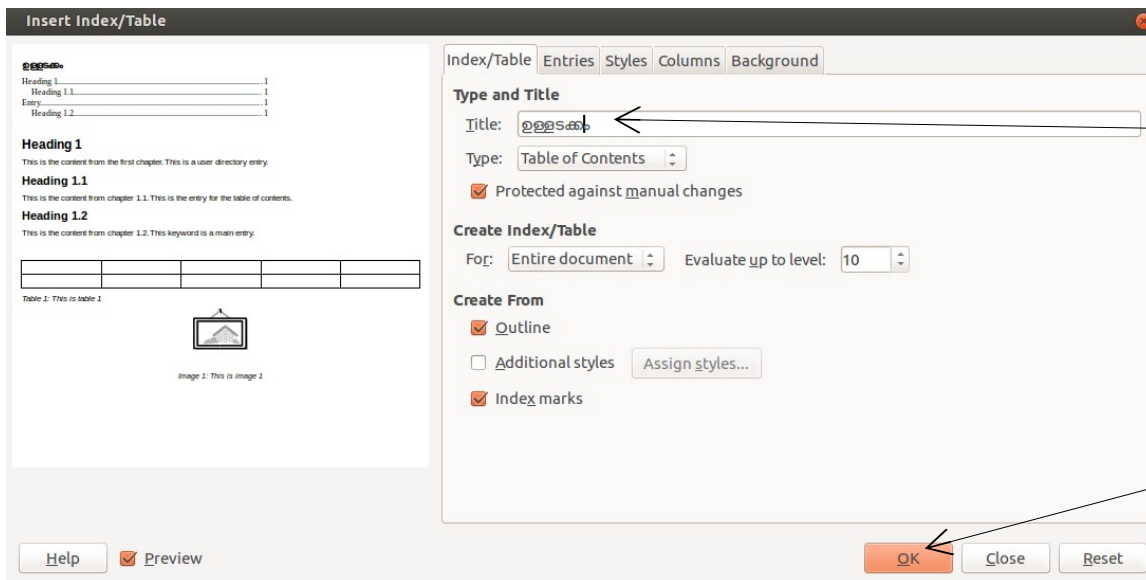 Insert Index/Table
ഉള്ളടക്കം
Heading 1 1
Heading 1.1 1
Entry 1
Heading 1.2 1
Heading 1
This is the content from the first chapter. This is a user directory entry.
Heading 1.1
This is the content from chapter 1.1. This is the entry for the table of contents.
Heading 1.2
This is the content from chapter 1.2. This keyword is a main entry.
Table 1: This is table 1
Image 1: This is image 1
Index/Table Entries Styles Columns Background
Type and Title
Title: ഉള്ളടക്കം
Type: Table of Contents
Protected against manual changes
Create Index/Table
For: Entire document Evaluate up to level: 10
Create From
Outline
Additional styles Assign styles...
Index marks
Help Preview OK Close Reset